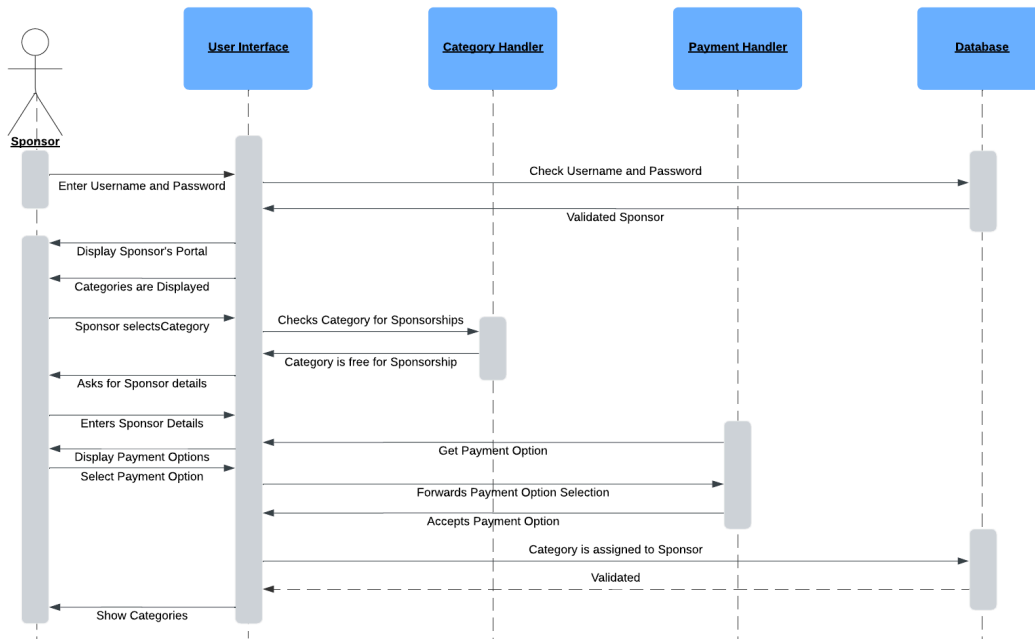 User Interface
Category Handler
Payment Handler
Database
Sponsor
Enter Username and Password
Check Username and Password
Validated Sponsor
Display Sponsor's Portal
Categories are Displayed
Sponsor selectsCategory
Checks Category for Sponsorships
Category is free for Sponsorship
Asks for Sponsor details
Enters Sponsor Details
Get Payment Option
Display Payment Options
Select Payment Option
Forwards Payment Option Selection
Accepts Payment Option
Category is assigned to Sponsor
Validated
Show Categories